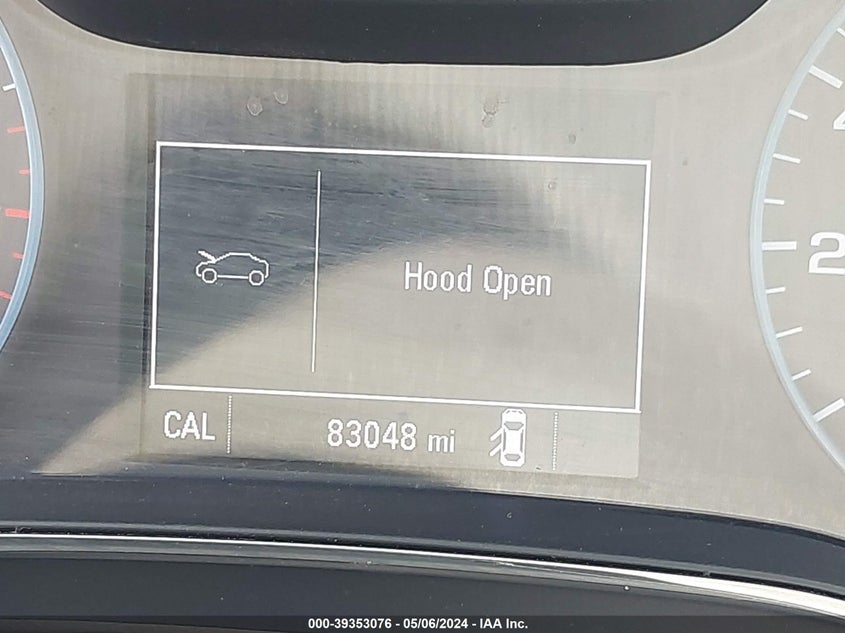 Hood Open
CAL 83048 mi
2
000-39353076 - 05/06/2024 - IAA Inc.